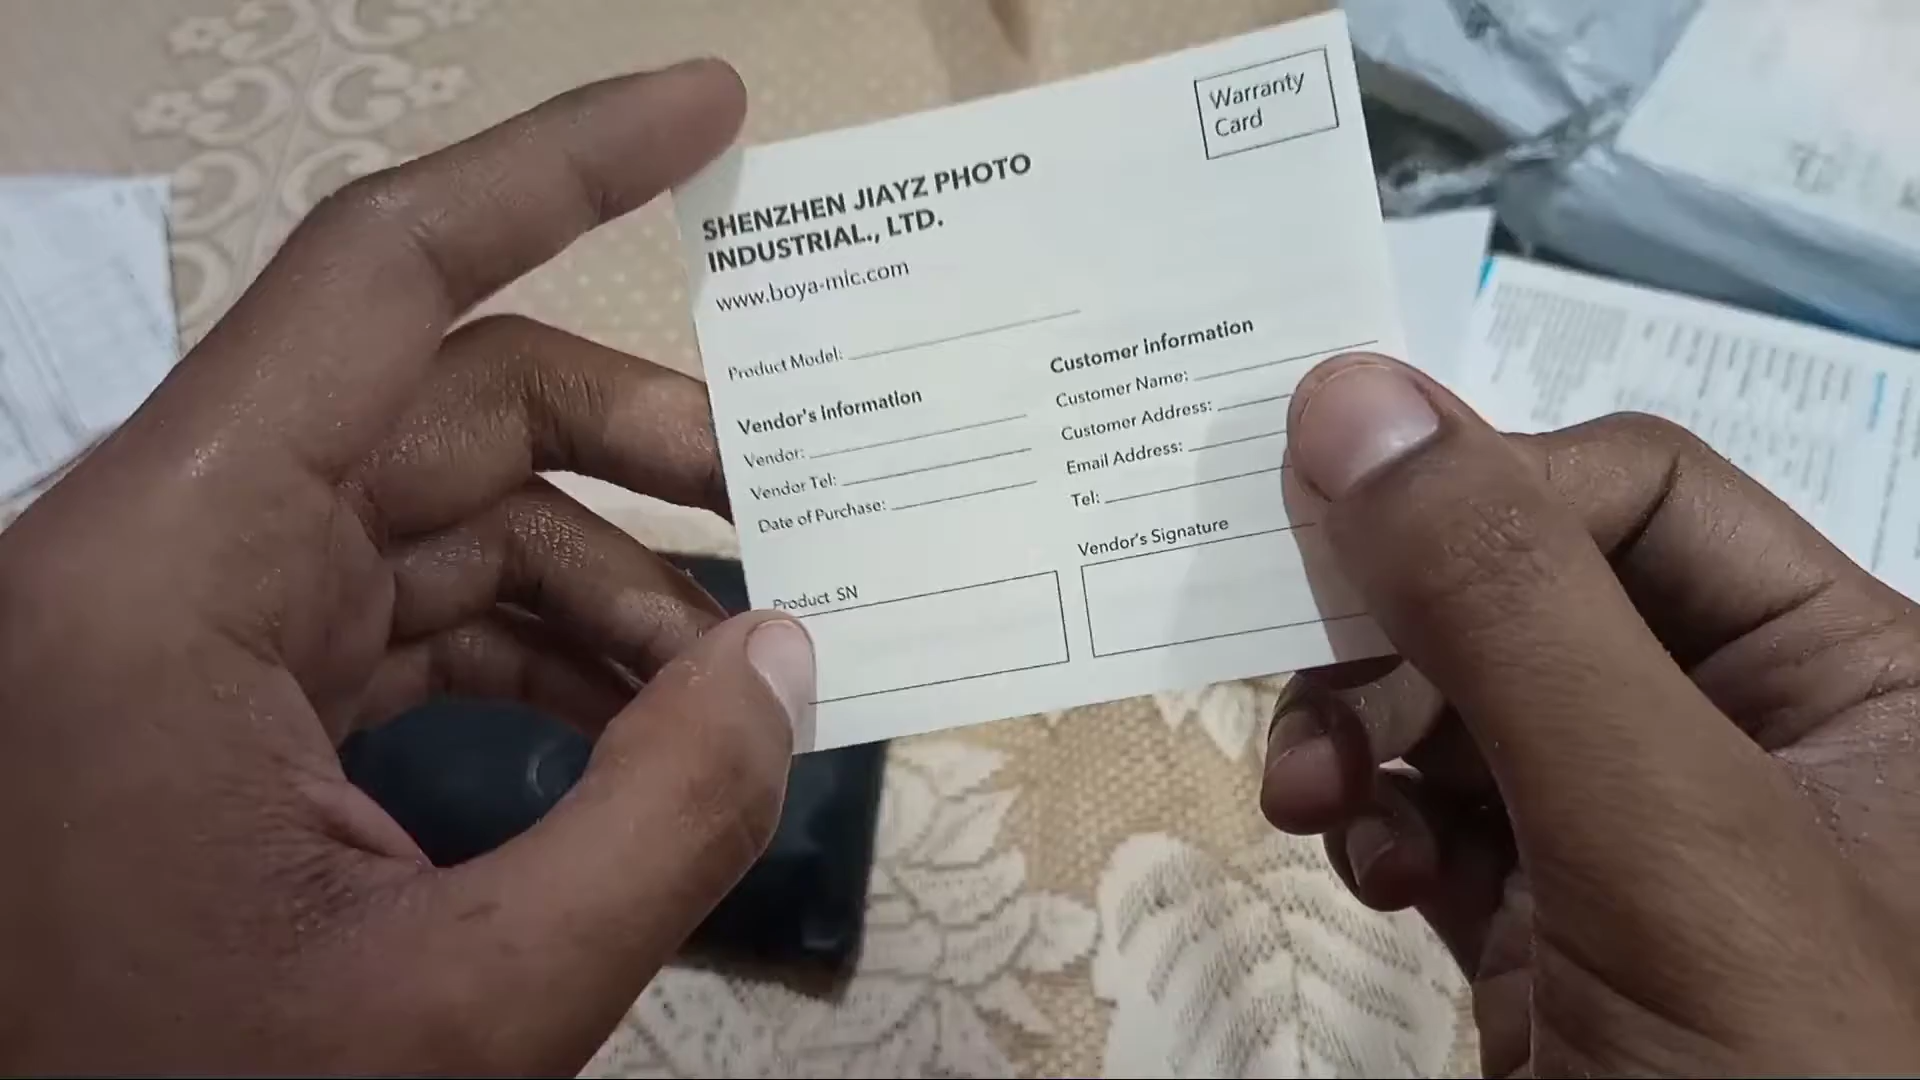 Warranty
Card
SHENZHEN JIAYZ PHOTO
INDUSTRIAL., LTD.
www.boya-mic.com
Product Model:
Vendor's Information
Vendor:
Vendor Tel:
Date of Purchase:
Customer Information
Customer Name:
Customer Address:
Email Address:
Tel:
Product SN
Vendor's Signature